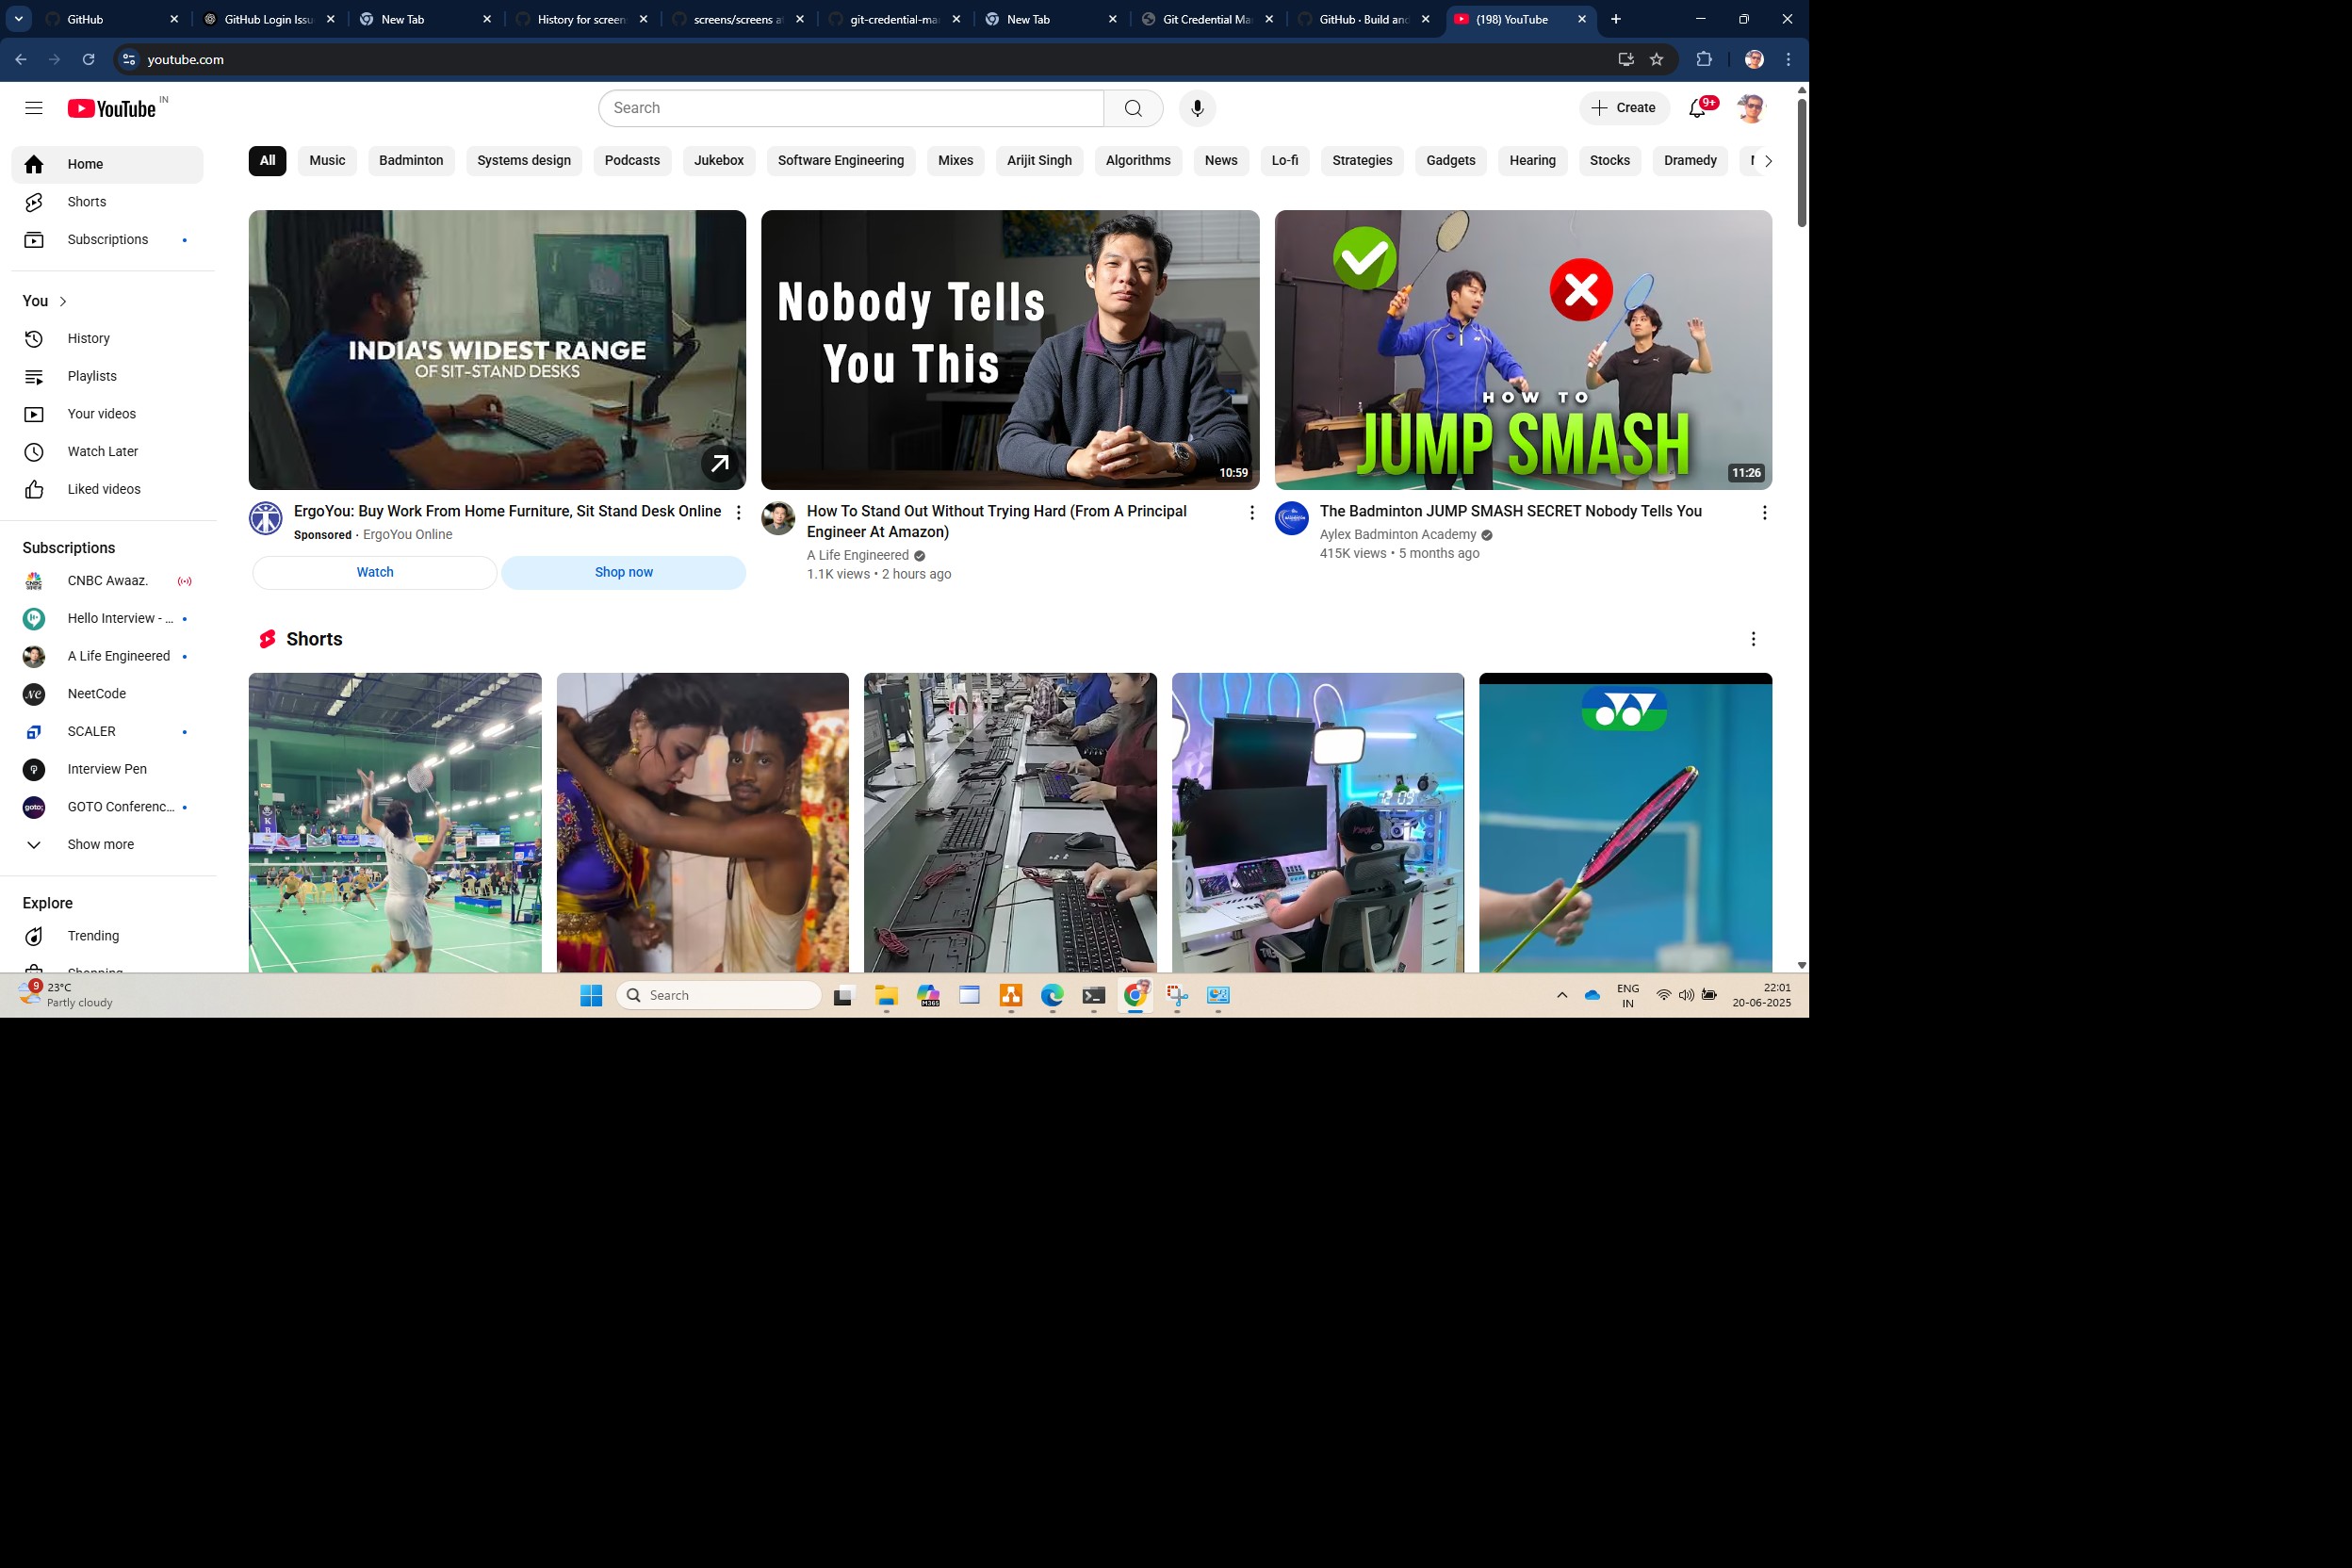 GitHub
GitHub Login Issu
New Tab
History for screen
screens/screens a
git-credential-ma
New Tab
Git Credential Ma
GitHub · Build and
(198) YouTube
youtube.com
YouTube IN
Search
Create
9+
Home
Shorts
Subscriptions
You
History
Playlists
Your videos
Watch Later
Liked videos
Subscriptions
CNBC Awaaz.
Hello Interview - ...
A Life Engineered
NeetCode
SCALER
Interview Pen
GOTO Conferenc...
Show more
Explore
Trending
Shopping
All
Music
Badminton
Systems design
Podcasts
Jukebox
Software Engineering
Mixes
Arijit Singh
Algorithms
News
Lo-fi
Strategies
Gadgets
Hearing
Stocks
Dramedy
INDIA'S WIDEST RANGE
OF SIT-STAND DESKS
ErgoYou: Buy Work From Home Furniture, Sit Stand Desk Online
Sponsored · ErgoYou Online
Watch
Shop now
Nobody Tells
You This
10:59
How To Stand Out Without Trying Hard (From A Principal
Engineer At Amazon)
A Life Engineered
1.1K views • 2 hours ago
HOW TO
JUMP SMASH
11:26
The Badminton JUMP SMASH SECRET Nobody Tells You
Aylex Badminton Academy
415K views • 5 months ago
Shorts
9
23°C
Partly cloudy
Search
M365
ENG
IN
22:01
20-06-2025